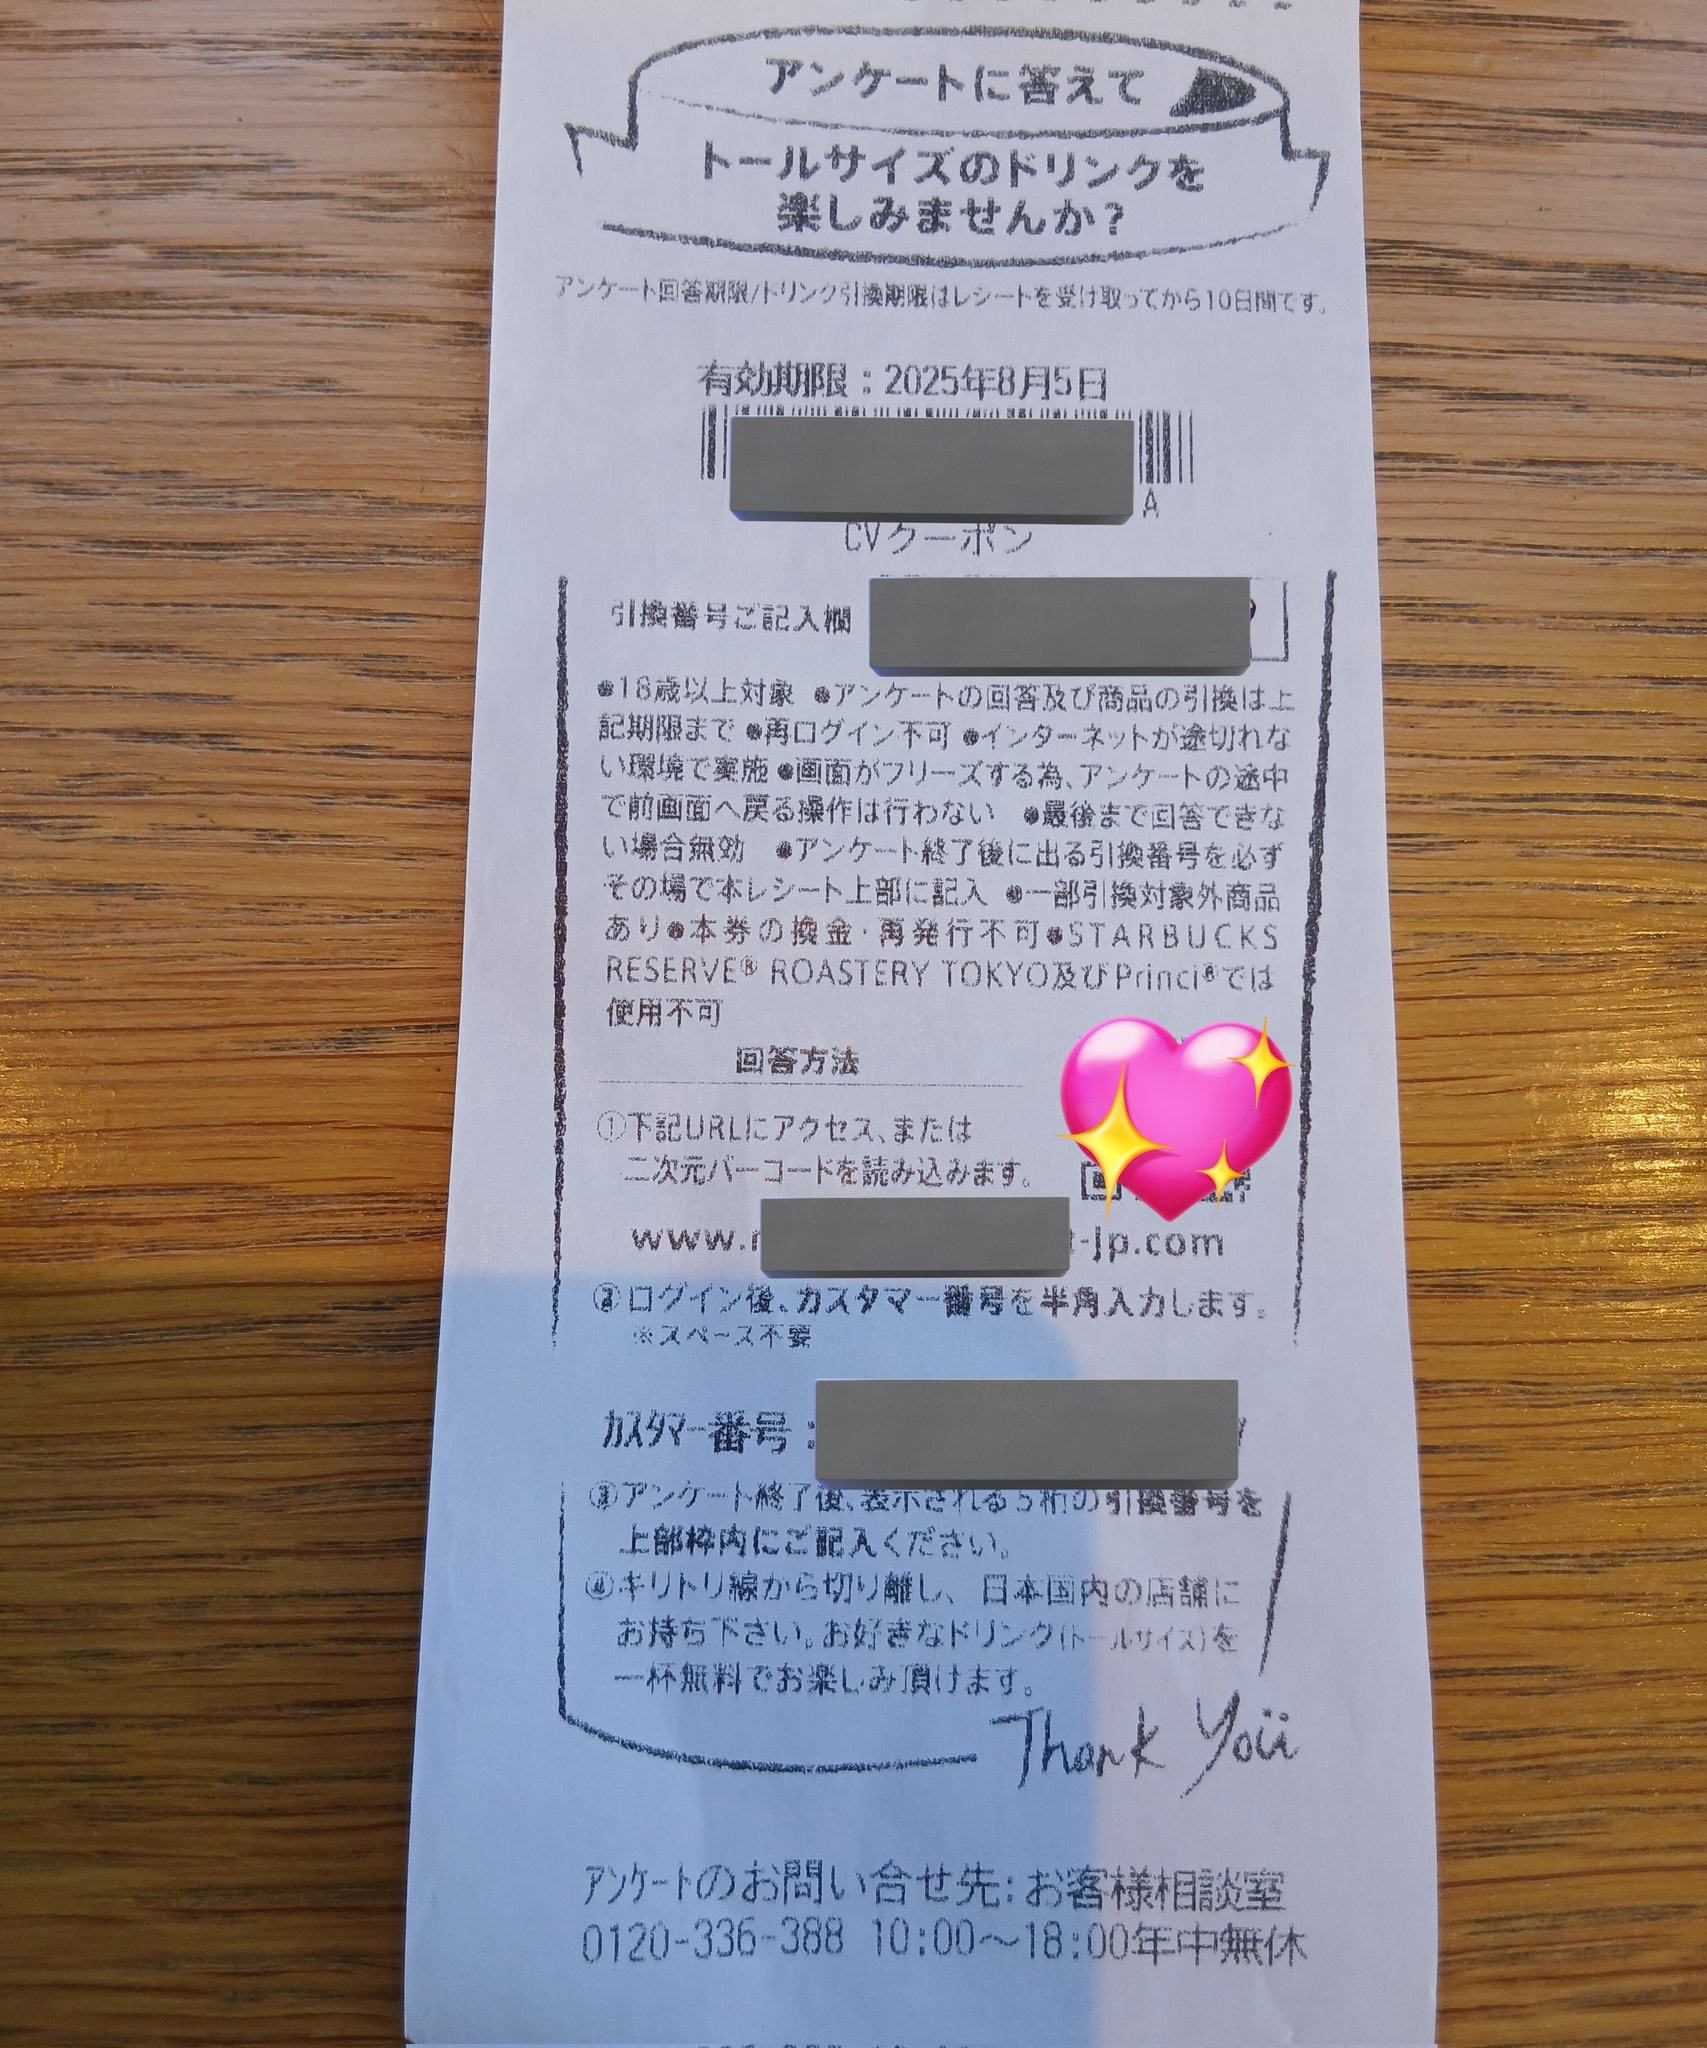 アンケートに答えて
トールサイズのドリンクを
楽しみませんか?
アンケート回答期限/ドリンク引換期限はレシートを受け取ってから10日間です。
有効期限:2025年8月5日
A
CVクーポン
引換番号ご記入欄
●18歳以上対象 ●アンケートの回答及び商品の引換は上
記期限まで ●再ログイン不可 ●インターネットが途切れな
い環境で実施 ●画面がフリーズする為、アンケートの途中
で前画面へ戻る操作は行わない ●最後まで回答できな
い場合無効 ●アンケート終了後に出る引換番号を必ず
その場で本レシート上部に記入 ●一部引換対象外商品
あり●本券の換金・再発行不可●STARBUCKS
RESERVE® ROASTERY TOKYO及びPrinci®では
使用不可
回答方法
①下記URLにアクセス、または
二次元バーコードを読み込みます。
www. -jp.com
②ログイン後、カスタマー番号を半角入力します。
※スペース不要
カスタマー番号:
③アンケート終了後、表示される5桁の引換番号を
上部枠内にご記入ください。
④キリトリ線から切り離し、日本国内の店舗に
お持ち下さい。お好きなドリンク(トールサイズ)を
一杯無料でお楽しみ頂けます。
Thank You
アンケートのお問い合せ先:お客様相談室
0120-336-388 10:00〜18:00年中無休